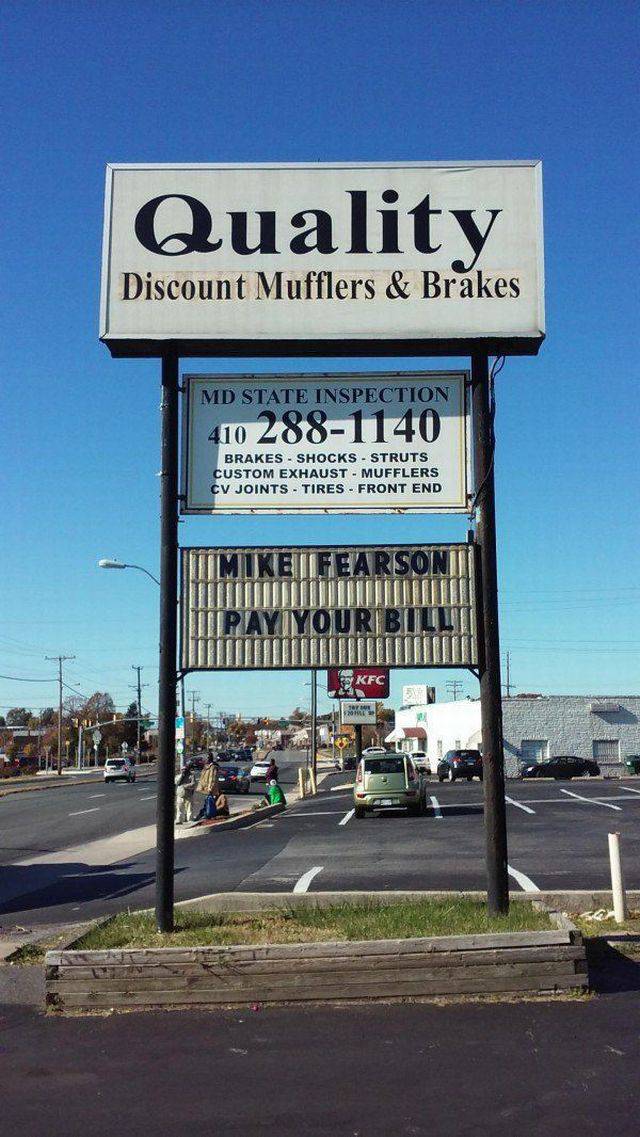 Quality
Discount Mufflers & Brakes
MD STATE INSPECTION
410 288-1140
BRAKES - SHOCKS - STRUTS
CUSTOM EXHAUST - MUFFLERS
CV JOINTS - TIRES - FRONT END
MIKE FEARSON
PAY YOUR BILL
KFC